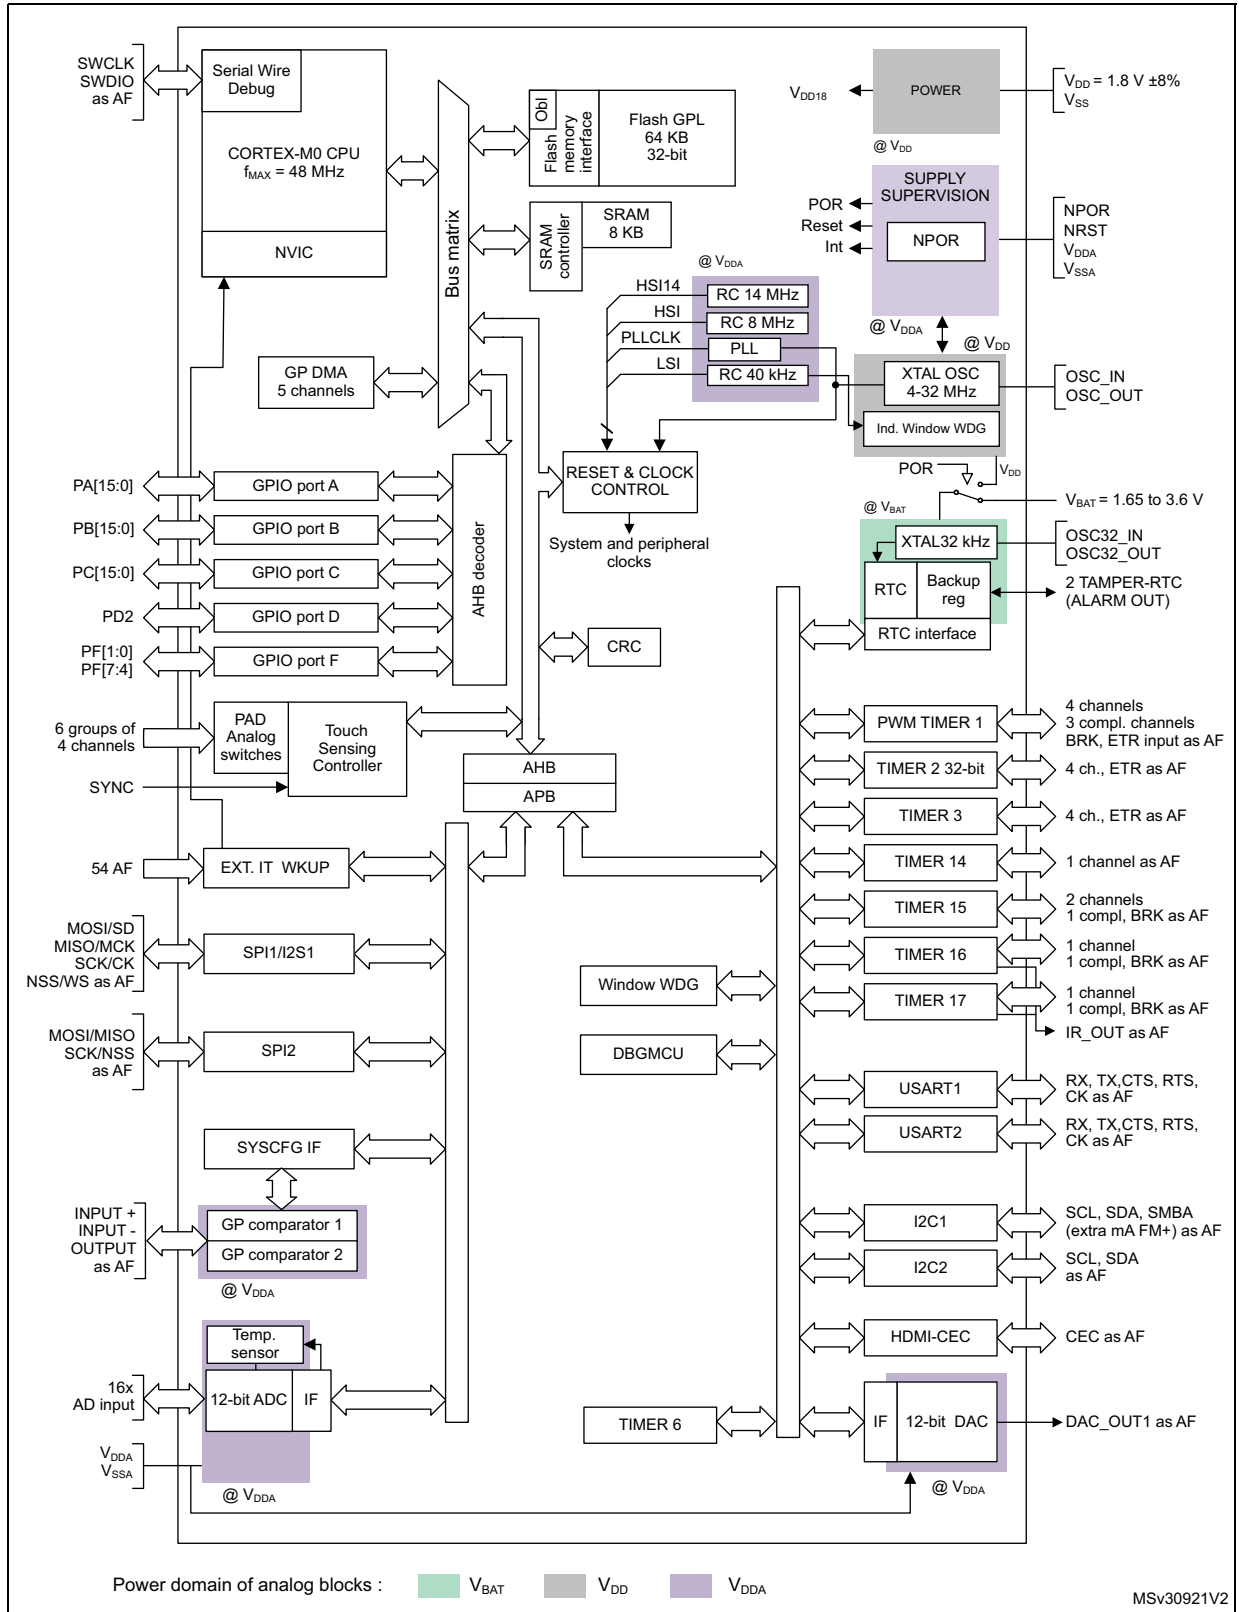 SWCLK
SWDIO
as AF
Serial Wire
Debug
CORTEX-M0 CPU
fMAX = 48 MHz
NVIC
Bus matrix
Obl
Flash
memory
interface
Flash GPL
64 KB
32-bit
SRAM
controller
SRAM
8 KB
VDD18
POWER
VDD = 1.8 V ±8%
VSS
@ VDD
SUPPLY
SUPERVISION
POR
Reset
Int
NPOR
NPOR
NRST
VDDA
VSSA
@ VDDA
HSI14
RC 14 MHz
HSI
RC 8 MHz
PLLCLK
PLL
LSI
RC 40 kHz
@ VDDA
@ VDD
XTAL OSC
4-32 MHz
OSC_IN
OSC_OUT
Ind. Window WDG
GP DMA
5 channels
POR
VDD
VBAT = 1.65 to 3.6 V
@ VBAT
RESET & CLOCK
CONTROL
System and peripheral
clocks
XTAL32 kHz
OSC32_IN
OSC32_OUT
RTC
Backup
reg
2 TAMPER-RTC
(ALARM OUT)
RTC interface
PA[15:0]
GPIO port A
PB[15:0]
GPIO port B
PC[15:0]
GPIO port C
PD2
GPIO port D
PF[1:0]
PF[7:4]
GPIO port F
AHB decoder
CRC
6 groups of
4 channels
PAD
Analog
switches
Touch
Sensing
Controller
SYNC
AHB
APB
PWM TIMER 1
4 channels
3 compl. channels
BRK, ETR input as AF
TIMER 2 32-bit
4 ch., ETR as AF
TIMER 3
4 ch., ETR as AF
54 AF
EXT. IT WKUP
TIMER 14
1 channel as AF
TIMER 15
2 channels
1 compl, BRK as AF
MOSI/SD
MISO/MCK
SCK/CK
NSS/WS as AF
SPI1/I2S1
TIMER 16
1 channel
1 compl, BRK as AF
Window WDG
TIMER 17
1 channel
1 compl, BRK as AF
IR_OUT as AF
MOSI/MISO
SCK/NSS
as AF
SPI2
DBGMCU
USART1
RX, TX,CTS, RTS,
CK as AF
USART2
RX, TX,CTS, RTS,
CK as AF
SYSCFG IF
INPUT +
INPUT -
OUTPUT
as AF
GP comparator 1
GP comparator 2
@ VDDA
I2C1
SCL, SDA, SMBA
(extra mA FM+) as AF
I2C2
SCL, SDA
as AF
Temp.
sensor
HDMI-CEC
CEC as AF
16x
AD input
12-bit ADC
IF
TIMER 6
IF
12-bit DAC
DAC_OUT1 as AF
VDDA
VSSA
@ VDDA
@ VDDA
Power domain of analog blocks :
VBAT
VDD
VDDA
MSv30921V2